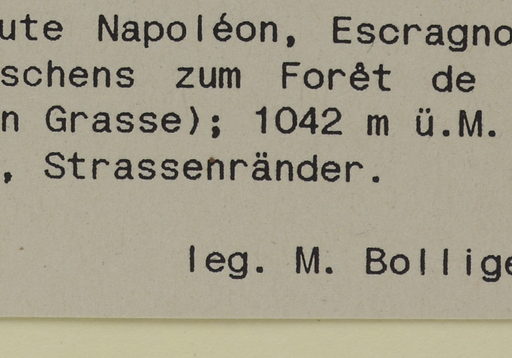 ute Napoléon, Escragno
schens zum Forêt de
n Grasse); 1042 m ü.M.
, Strassenränder.
leg. M. Bollige